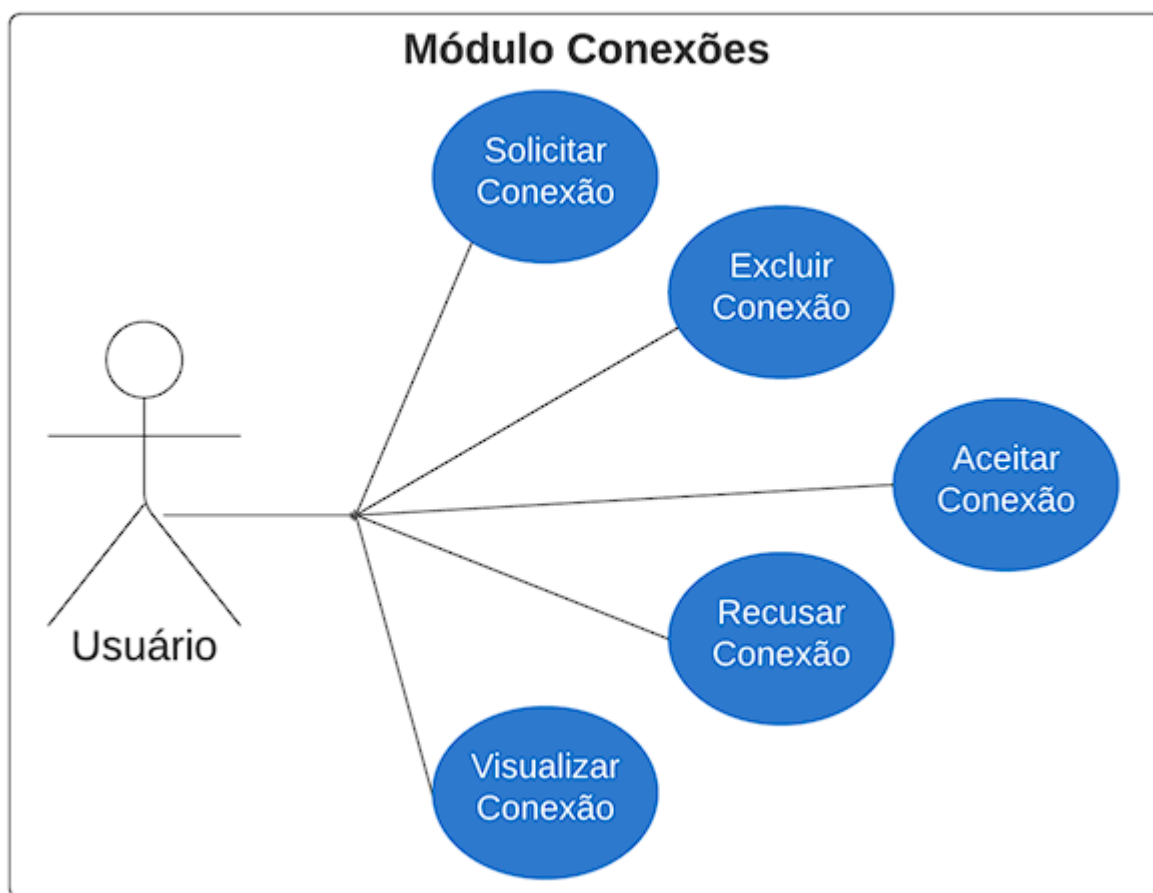 Módulo Conexões
Solicitar
Conexão
Excluir
Conexão
Aceitar
Conexão
Recusar
Conexão
Usuário
Visualizar
Conexão